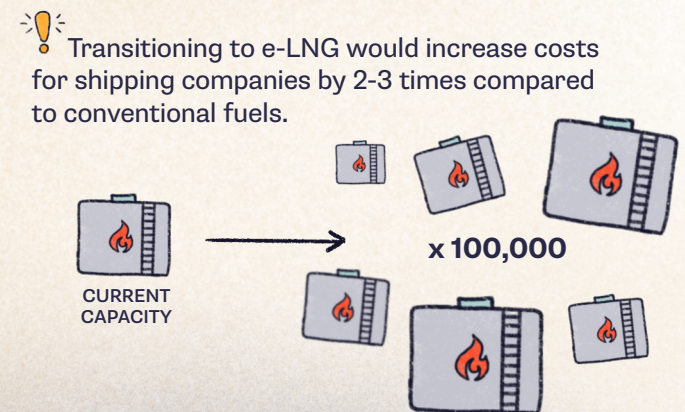 Transitioning to e-LNG would increase costs
for shipping companies by 2-3 times compared
to conventional fuels.
x 100,000
CURRENT
CAPACITY